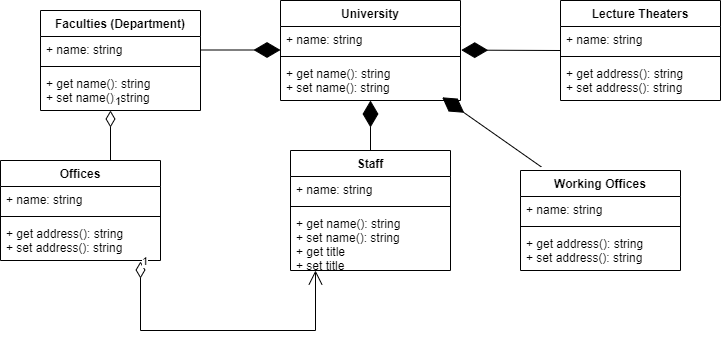 Faculties (Department)
+ name: string
+ get name(): string
+ set name(): string
1
University
+ name: string
+ get name(): string
+ set name(): string
Lecture Theaters
+ name: string
+ get address(): string
+ set address(): string
Offices
+ name: string
+ get address(): string
+ set address(): string
1
Staff
+ name: string
+ get name(): string
+ set name(): string
+ get title
+ set title
Working Offices
+ name: string
+ get address(): string
+ set address(): string